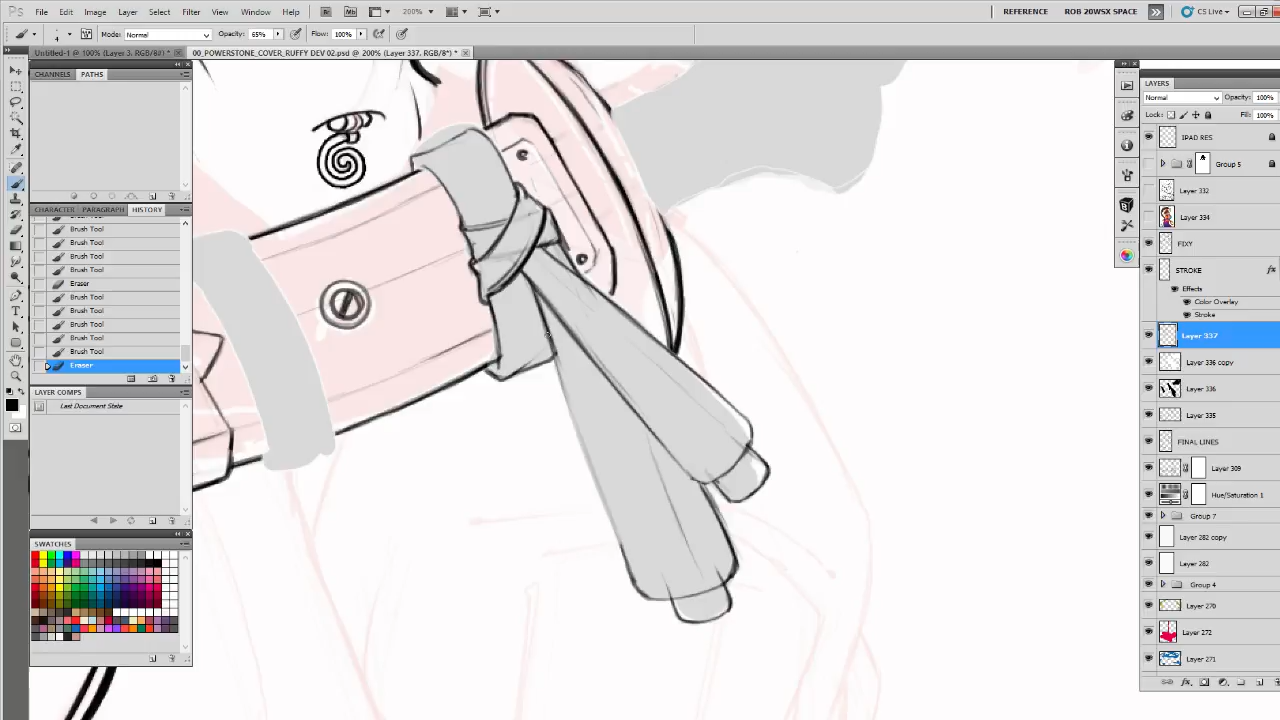 Ps File Edit Image Layer Select Filter View Window Help Br Mb 200% REFERENCE ROB 20WSX SPACE CS Live
4 Mode: Normal Opacity: 65% Flow: 100%
Untitled-1 @ 100% (Layer 3, RGB/8#) * 00_POWERSTONE_COVER_RUFFY DEV 02.psd @ 200% (Layer 337, RGB/8*) *
CHANNELS PATHS
CHARACTER PARAGRAPH HISTORY
Brush Tool
Brush Tool
Brush Tool
Brush Tool
Brush Tool
Eraser
Brush Tool
Brush Tool
Brush Tool
Brush Tool
Eraser
LAYER COMPS
Last Document State
SWATCHES
LAYERS
Normal Opacity: 100%
Lock: Fill: 100%
IPAD RES
Group 5
Layer 332
Layer 334
FIXY
STROKE fx
Effects
Color Overlay
Stroke
Layer 337
Layer 336 copy
Layer 336
Layer 335
FINAL LINES
Layer 309
Hue/Saturation 1
Group 7
Layer 282 copy
Layer 282
Group 4
Layer 270
Layer 272
Layer 271